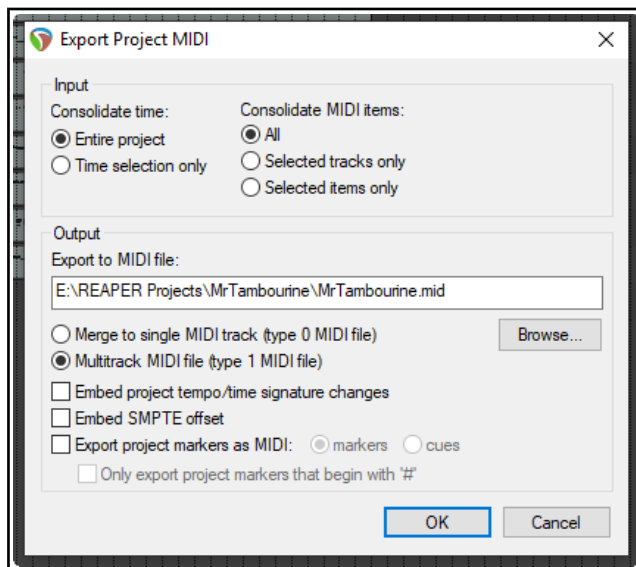 Export Project MIDI
Input
Consolidate time:
Entire project
Time selection only
Consolidate MIDI items:
All
Selected tracks only
Selected items only
Output
Export to MIDI file:
E:\REAPER Projects\MrTambourine\MrTambourine.mid
Merge to single MIDI track (type 0 MIDI file)
Browse...
Multitrack MIDI file (type 1 MIDI file)
Embed project tempo/time signature changes
Embed SMPTE offset
Export project markers as MIDI: markers cues
Only export project markers that begin with '#'
OK Cancel